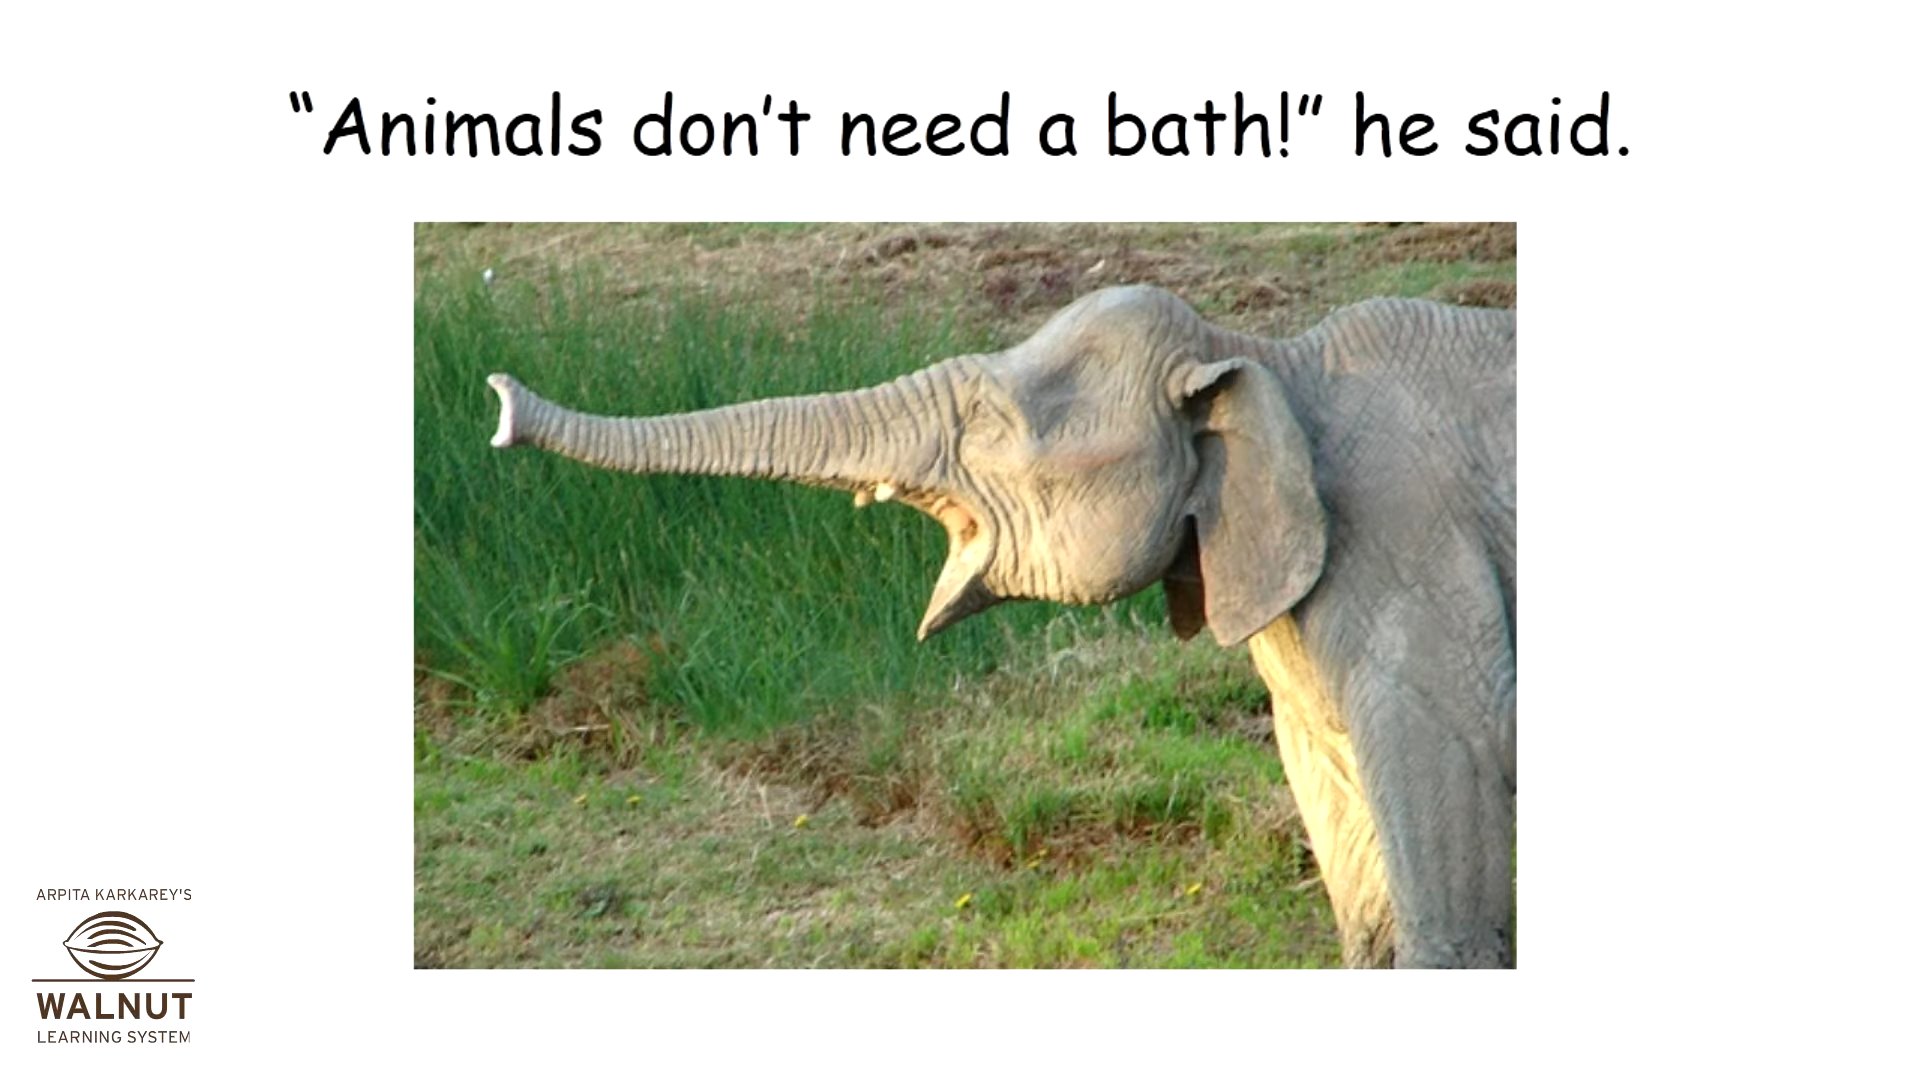 “Animals don’t need a bath!” he said.
ARPITA KARKAREY'S
WALNUT
LEARNING SYSTEM